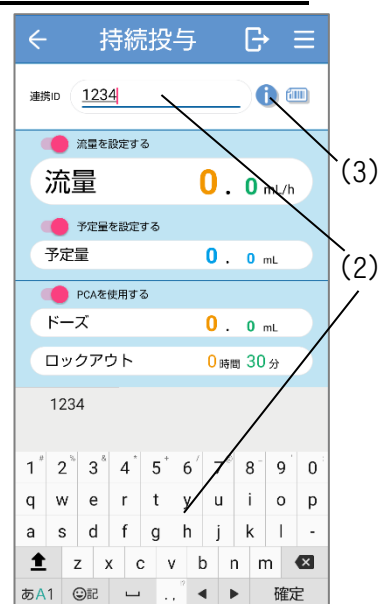 持続投与
連携ID 1234
流量を設定する
(3)
流量 0.0 mL/h
予定量を設定する
(2)
予定量 0.0 mL
PCAを使用する
ドーズ 0.0 mL
ロックアウト 0時間 30分
1234
1 2 3 4 5 6 7 8 9 0
q w e r t y u i o p
a s d f g h j k l -
z x c v b n m
あA1 記 . , ? 確定